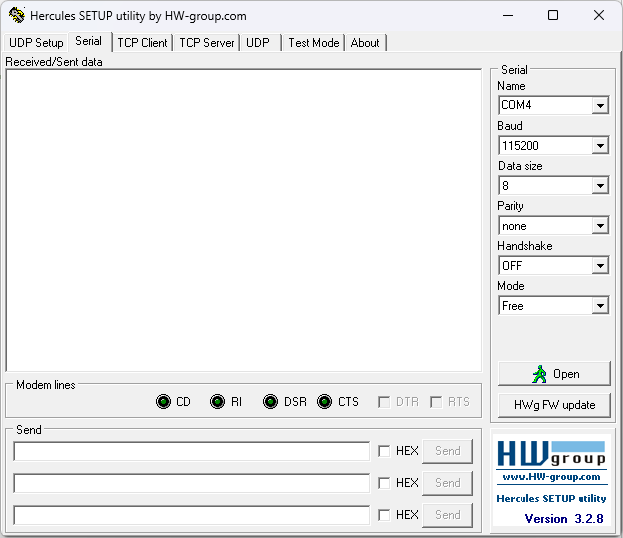 Hercules SETUP utility by HW-group.com
UDP Setup Serial TCP Client TCP Server UDP Test Mode About
Received/Sent data
Serial
Name
COM4
Baud
115200
Data size
8
Parity
none
Handshake
OFF
Mode
Free
Open
HWg FW update
Modem lines
CD RI DSR CTS DTR RTS
Send
HEX Send
HEX Send
HEX Send
HWgroup
www.HW-group.com
Hercules SETUP utility
Version 3.2.8